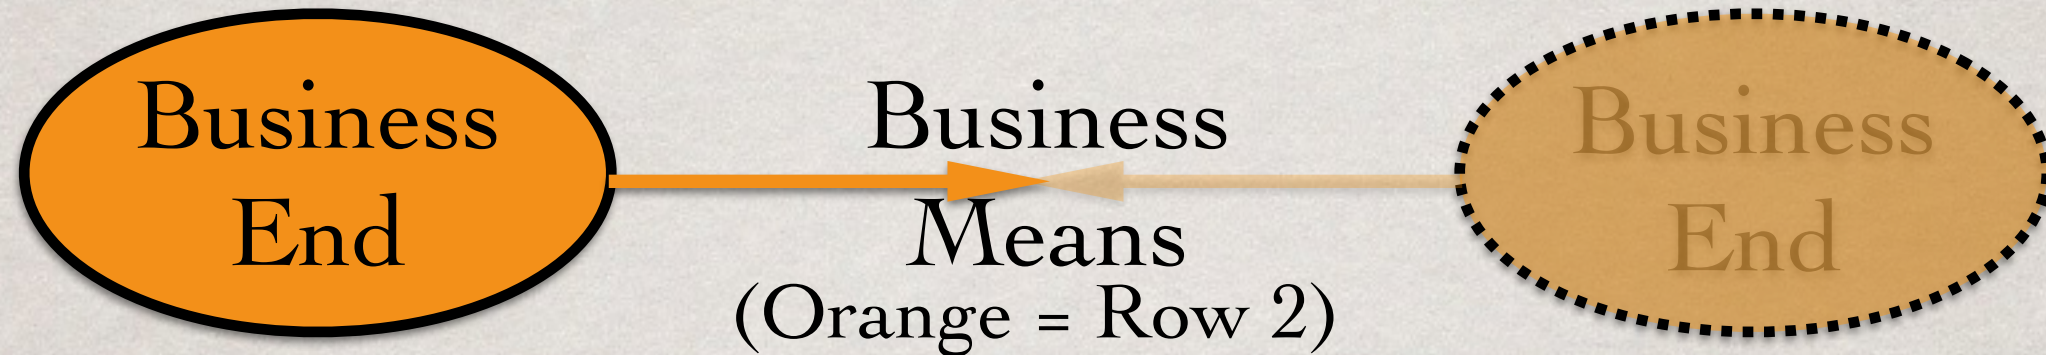 Business
End
Business
Means
(Orange = Row 2)
Business
End